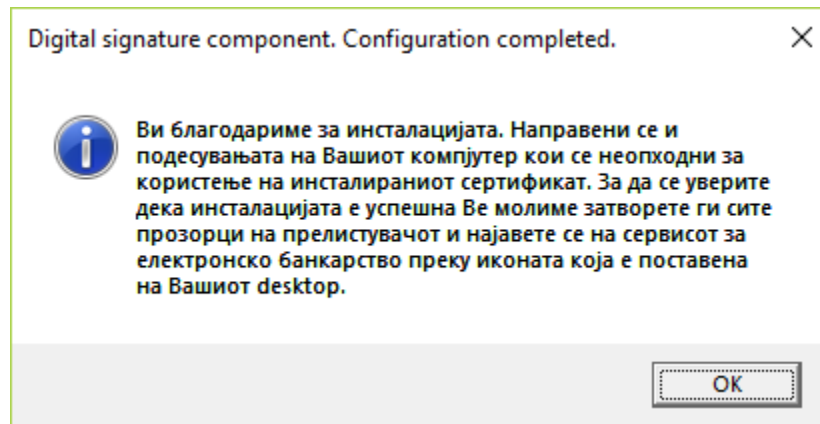 Digital signature component. Configuration completed.
Ви благодариме за инсталацијата. Направени се и
подесувањата на Вашиот компјутер кои се неопходни за
користење на инсталираниот сертификат. За да се уверите
дека инсталацијата е успешна Ве молиме затворете ги сите
прозорци на прелистувачот и најавете се на сервисот за
електронско банкарство преку иконата која е поставена
на Вашиот desktop.
OK